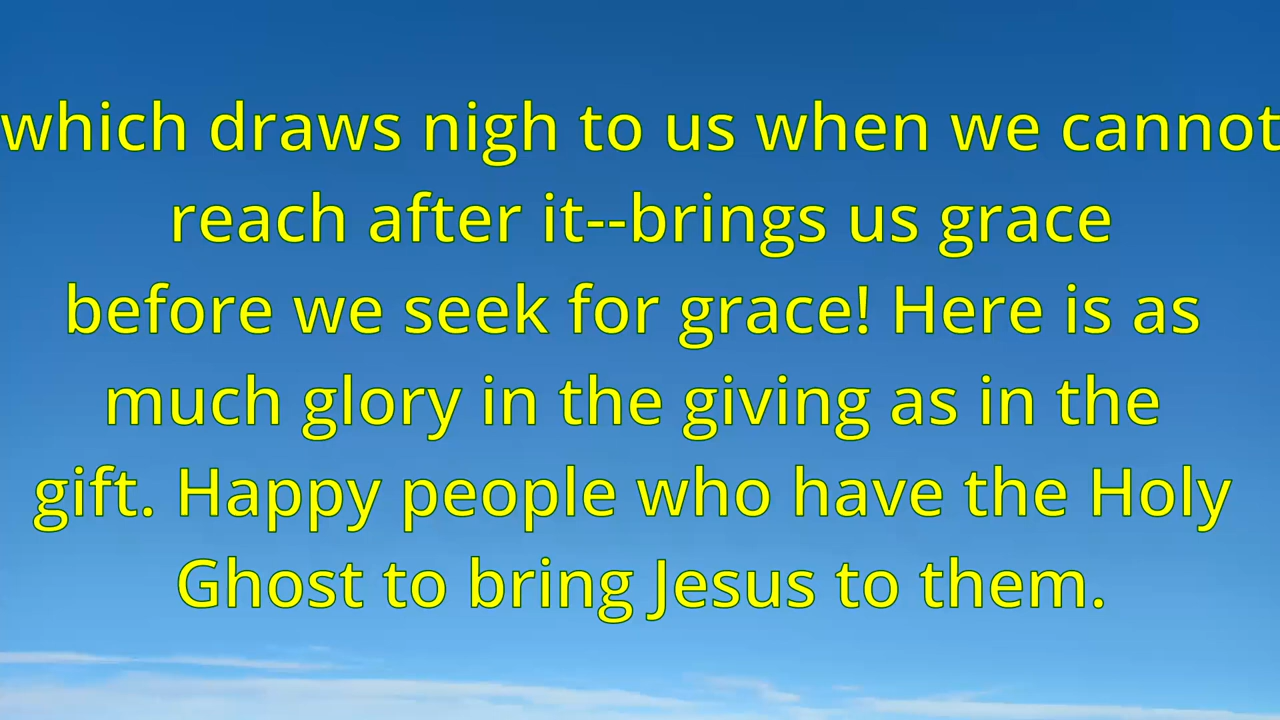 which draws nigh to us when we cannot
reach after it--brings us grace
before we seek for grace! Here is as
much glory in the giving as in the
gift. Happy people who have the Holy
Ghost to bring Jesus to them.